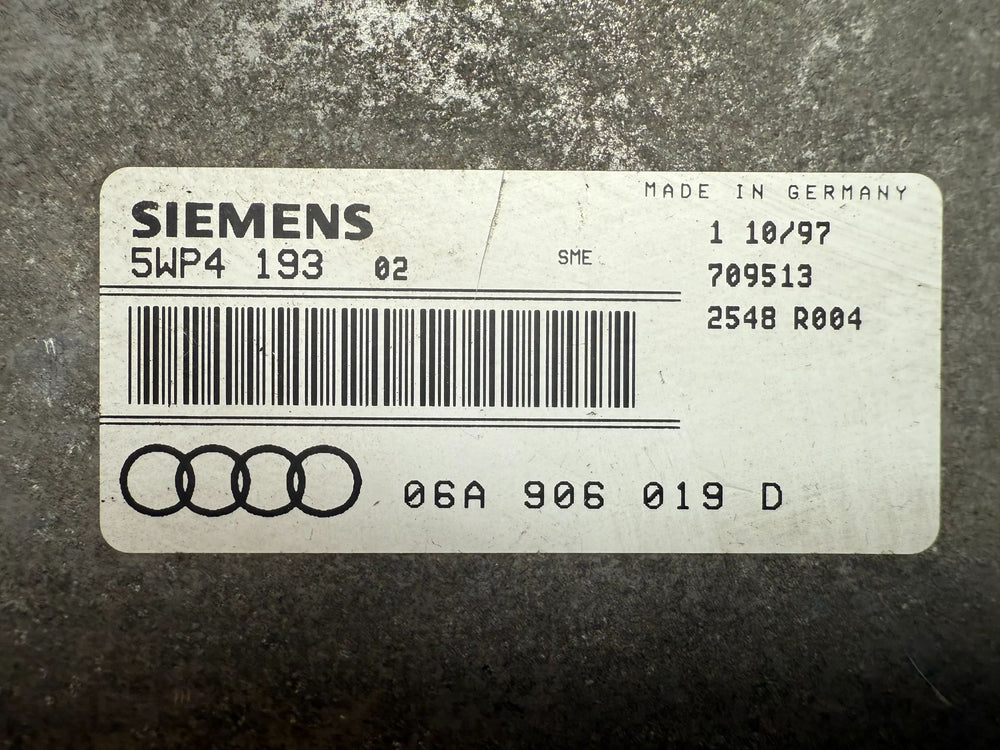 MADE IN GERMANY
SIEMENS
1 10/97
5WP4 193 02
SME
709513
2548 R004
06A 906 019 D